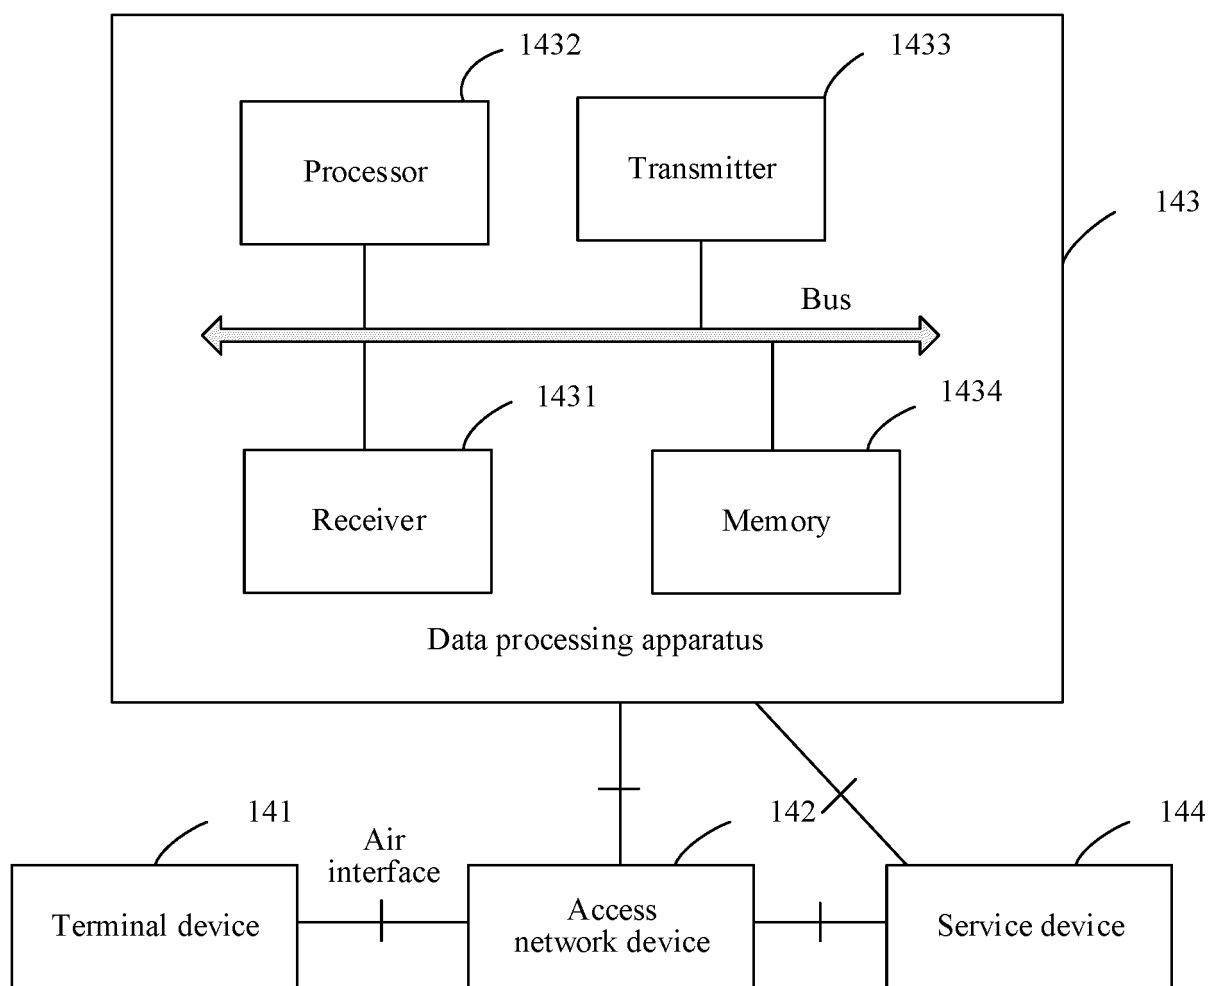 1432
1433
Processor
Transmitter
143
Bus
1431
1434
Receiver
Memory
Data processing apparatus
141
142
144
Air
interface
Terminal device
Access
network device
Service device